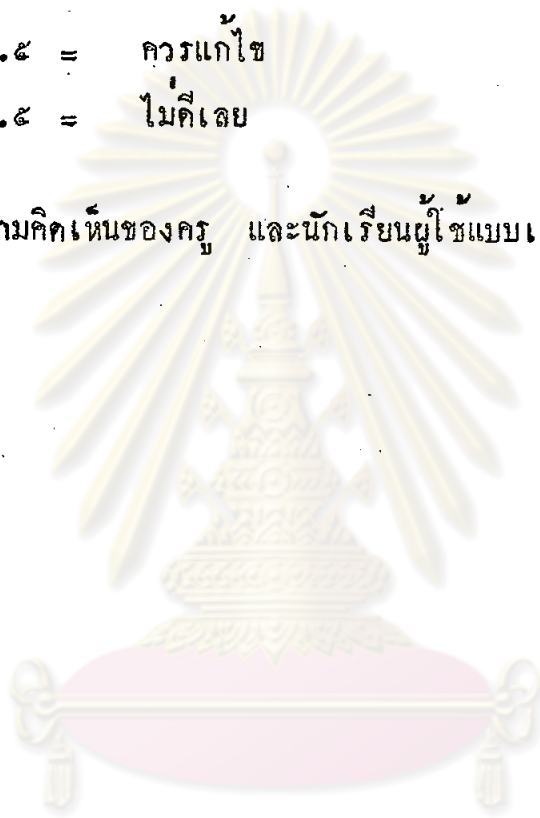 .๕ = ควรแก้ไข
.๕ = ไม่ดีเลย
ามคิดเห็นของครู และนักเรียนผู้ใช้แบบเ